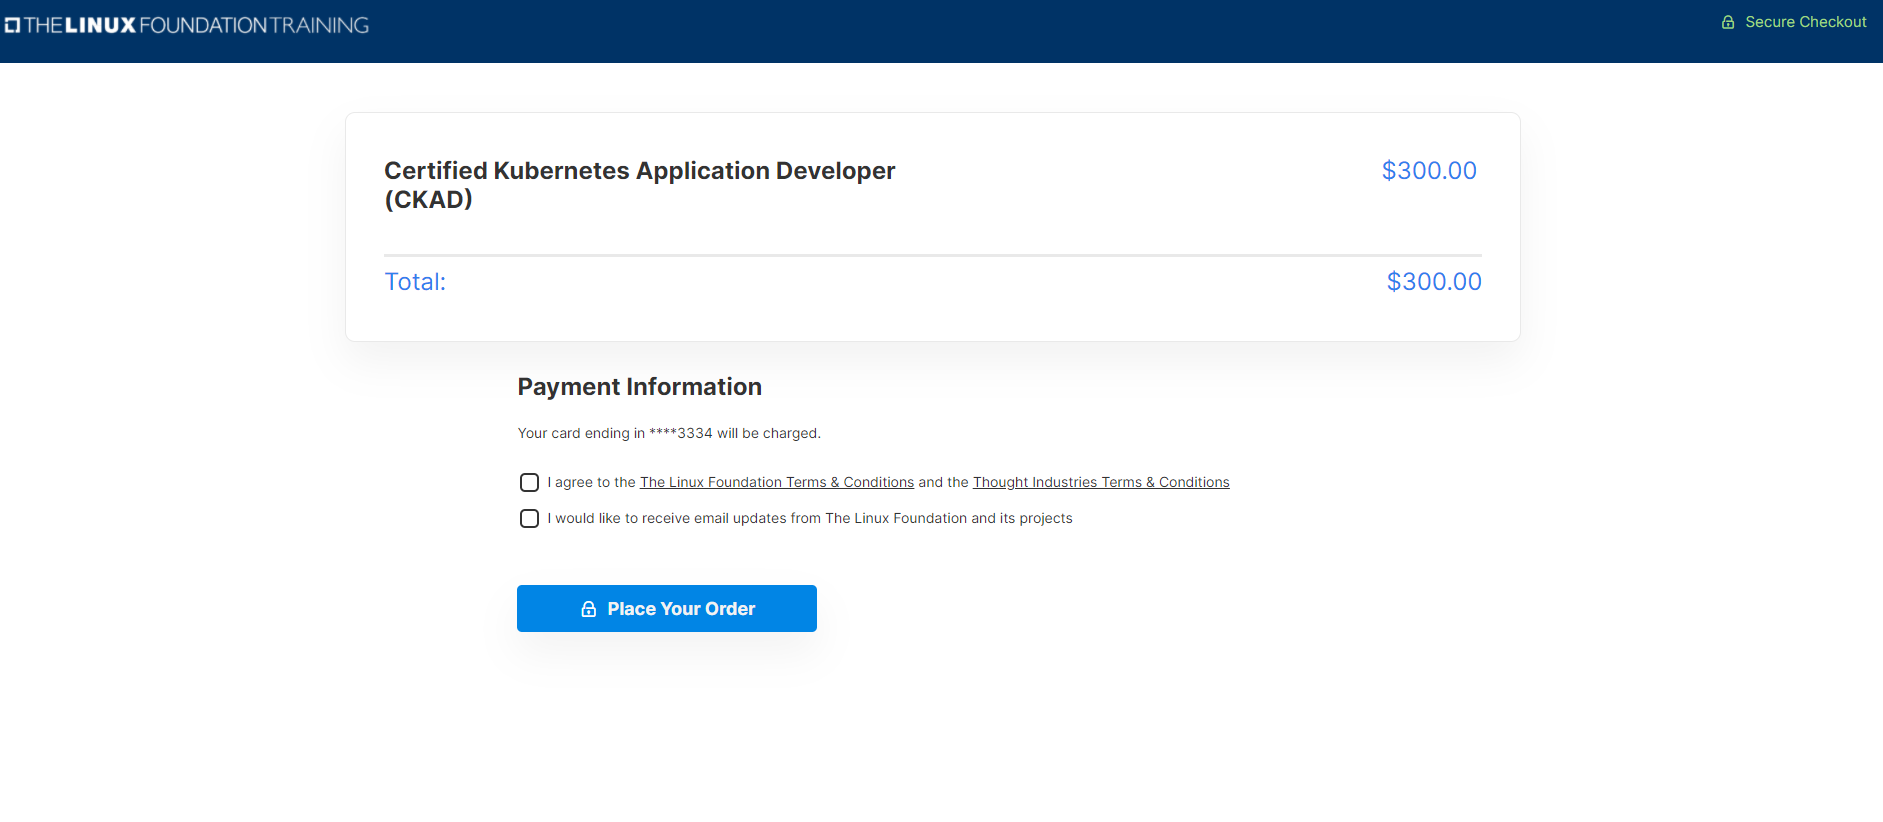 THE LINUX FOUNDATION TRAINING
Secure Checkout
Certified Kubernetes Application Developer
(CKAD)
$300.00
Total:
$300.00
Payment Information
Your card ending in ****3334 will be charged.
I agree to the The Linux Foundation Terms & Conditions and the Thought Industries Terms & Conditions
I would like to receive email updates from The Linux Foundation and its projects
Place Your Order